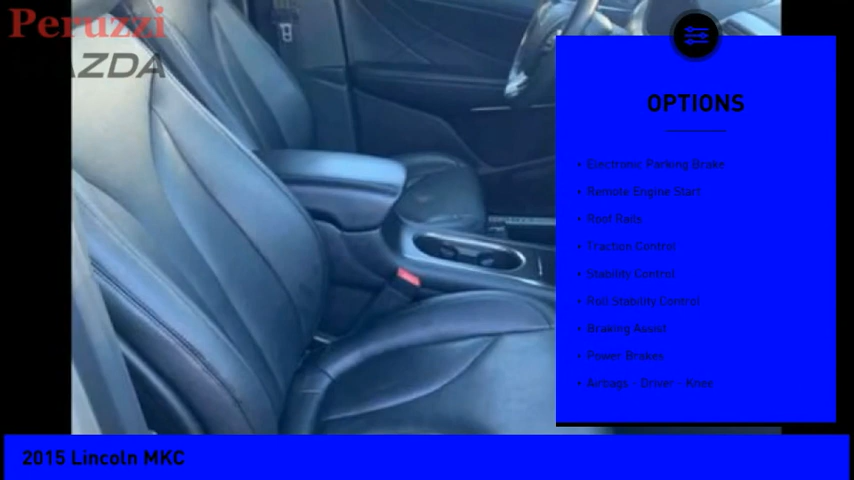 Peruzzi
MAZDA
OPTIONS
• Electronic Parking Brake
• Remote Engine Start
• Roof Rails
• Traction Control
• Stability Control
• Roll Stability Control
• Braking Assist
• Power Brakes
• Airbags - Driver - Knee
2015 Lincoln MKC